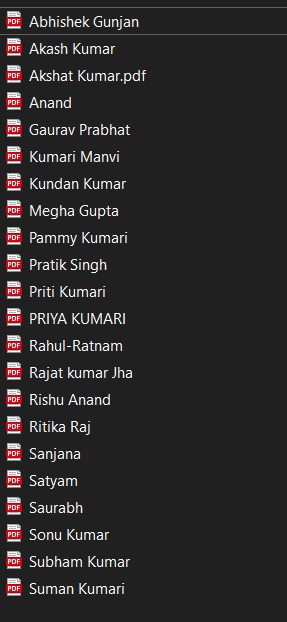 Abhishek Gunjan
Akash Kumar
Akshat Kumar.pdf
Anand
Gaurav Prabhat
Kumari Manvi
Kundan Kumar
Megha Gupta
Pammy Kumari
Pratik Singh
Priti Kumari
PRIYA KUMARI
Rahul-Ratnam
Rajat kumar Jha
Rishu Anand
Ritika Raj
Sanjana
Satyam
Saurabh
Sonu Kumar
Subham Kumar
Suman Kumari